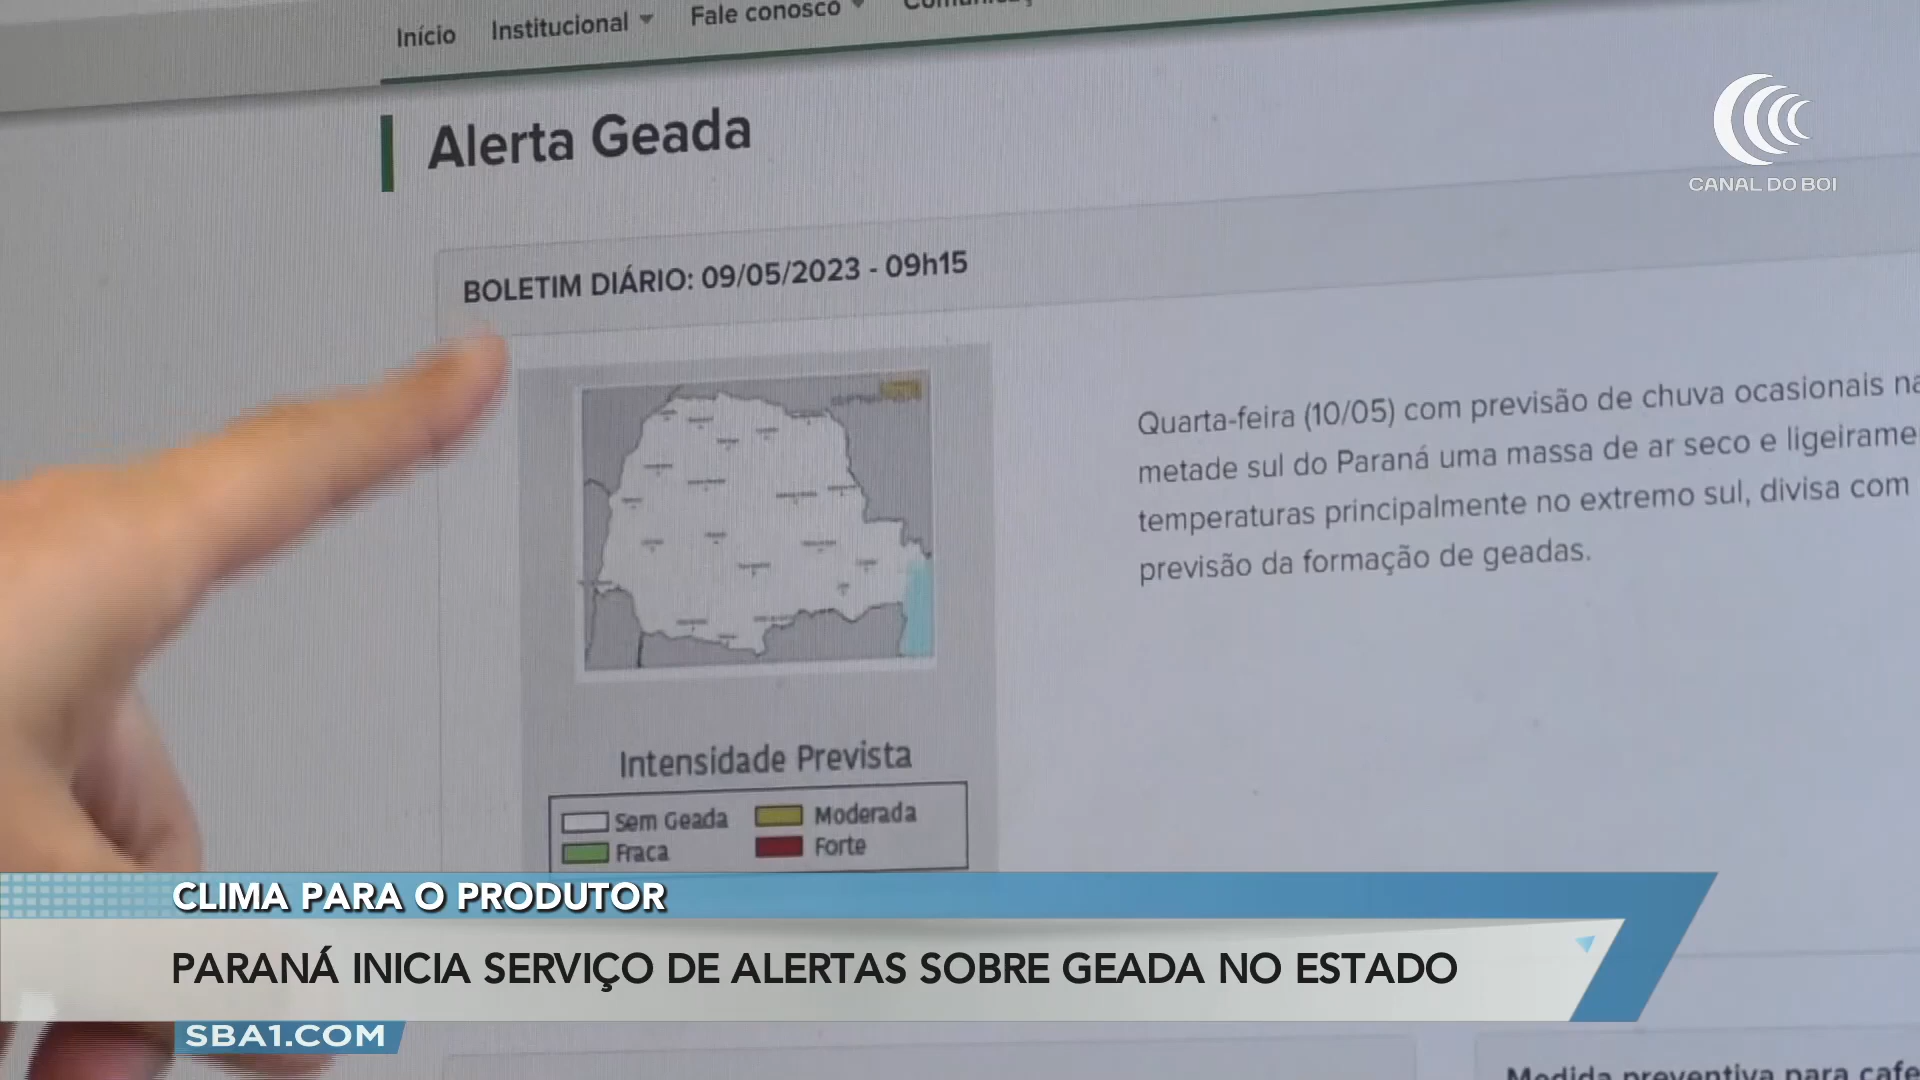 Início Institucional Fale conosco
Alerta Geada
CANAL DO BOI
BOLETIM DIÁRIO: 09/05/2023 - 09h15
Quarta-feira (10/05) com previsão de chuva ocasionais
metade sul do Paraná uma massa de ar seco e
temperaturas principalmente no extremo sul, divisa com
previsão da formação de geadas.
Intensidade Prevista
Sem Geada Moderada
Fraca Forte
CLIMA PARA O PRODUTOR
PARANÁ INICIA SERVIÇO DE ALERTAS SOBRE GEADA NO ESTADO
SBA1.COM
Medida preventiva para